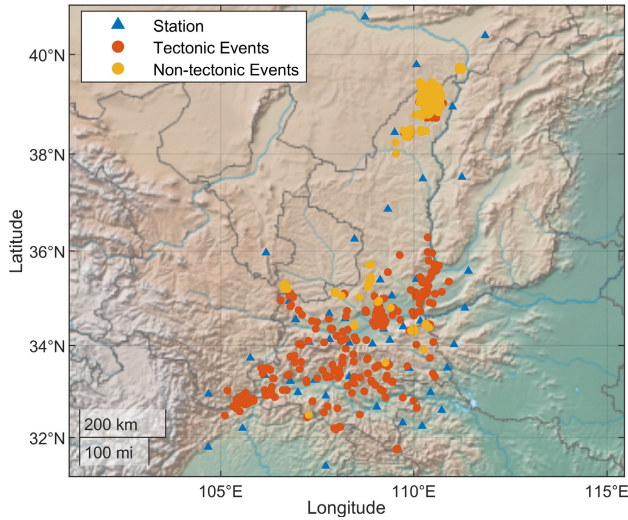 Station
Tectonic Events
Non-tectonic Events
40°N
38°N
36°N
34°N
32°N
Latitude
200 km
100 mi
105°E
110°E
115°E
Longitude